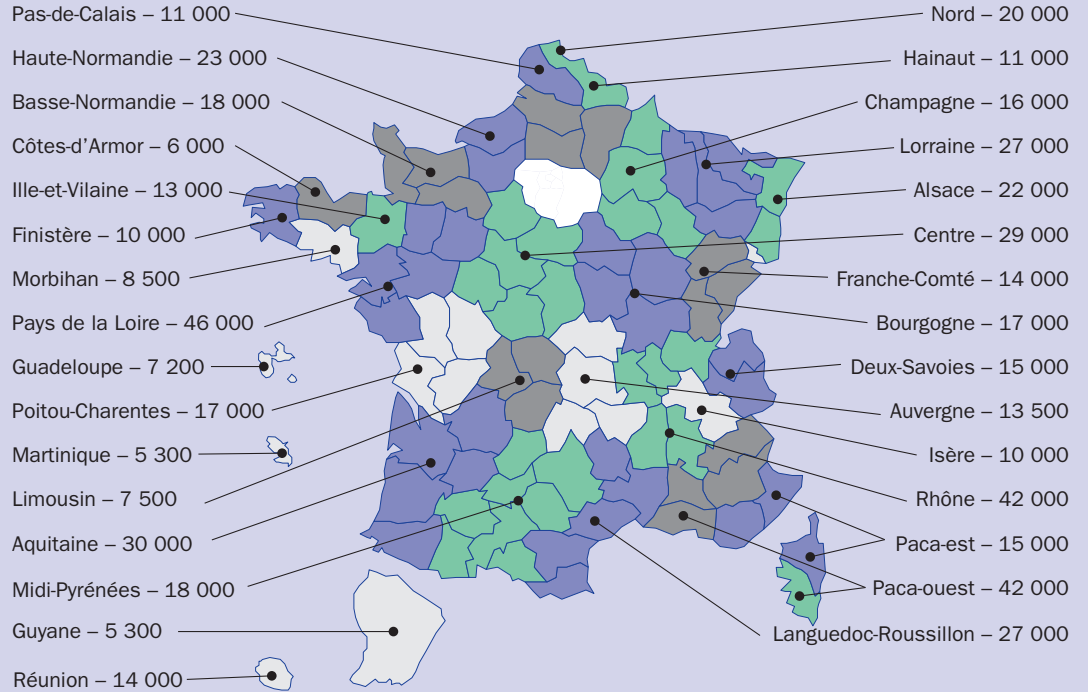 Pas-de-Calais – 11 000
Haute-Normandie – 23 000
Basse-Normandie – 18 000
Côtes-d'Armor – 6 000
Ille-et-Vilaine – 13 000
Finistère – 10 000
Morbihan – 8 500
Pays de la Loire – 46 000
Guadeloupe – 7 200
Poitou-Charentes – 17 000
Martinique – 5 300
Limousin – 7 500
Aquitaine – 30 000
Midi-Pyrénées – 18 000
Guyane – 5 300
Réunion – 14 000
Nord – 20 000
Hainaut – 11 000
Champagne – 16 000
Lorraine – 27 000
Alsace – 22 000
Centre – 29 000
Franche-Comté – 14 000
Bourgogne – 17 000
Deux-Savoies – 15 000
Auvergne – 13 500
Isère – 10 000
Rhône – 42 000
Paca-est – 15 000
Paca-ouest – 42 000
Languedoc-Roussillon – 27 000